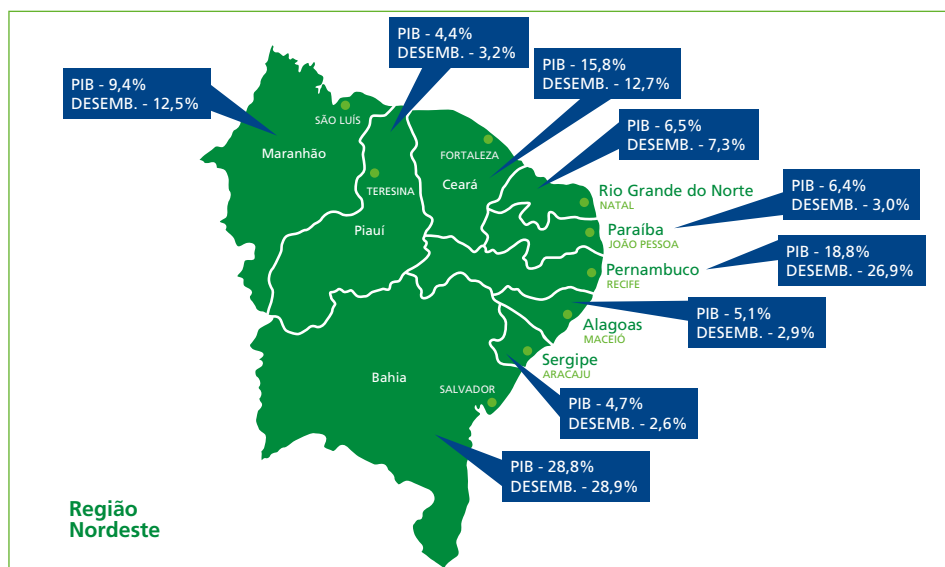 PIB - 4,4%
DESEMB. - 3,2%
PIB - 15,8%
DESEMB. - 12,7%
PIB - 9,4%
DESEMB. - 12,5%
PIB - 6,5%
DESEMB. - 7,3%
SÃO LUÍS
Maranhão
FORTALEZA
Ceará
TERESINA
Piauí
Rio Grande do Norte
NATAL
PIB - 6,4%
DESEMB. - 3,0%
Paraíba
JOÃO PESSOA
PIB - 18,8%
DESEMB. - 26,9%
Pernambuco
RECIFE
PIB - 5,1%
DESEMB. - 2,9%
Alagoas
MACEIÓ
Sergipe
ARACAJU
Bahia
SALVADOR
PIB - 4,7%
DESEMB. - 2,6%
PIB - 28,8%
DESEMB. - 28,9%
Região
Nordeste